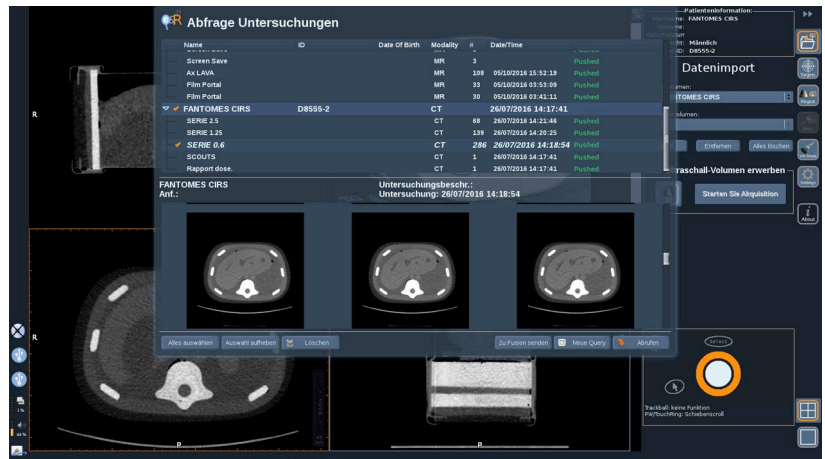 Abfrage Untersuchungen
Name ID Date Of Birth Modality # Date/Time
Screen Save MR 3 Pushed
Ax LAVA MR 108 05/10/2016 15:52:19 Pushed
Film Portal MR 33 05/10/2016 03:53:09 Pushed
Film Portal MR 30 05/10/2016 03:41:11 Pushed
FANTOMES CIRS D8555-2 CT 26/07/2016 14:17:41
SERIE 2.5 CT 68 26/07/2016 14:21:46 Pushed
SERIE 1.25 CT 139 26/07/2016 14:20:25 Pushed
SERIE 0.6 CT 286 26/07/2016 14:18:54 Pushed
SCOUTS CT 1 26/07/2016 14:17:41 Pushed
Rapport dose. CT 1 26/07/2016 14:17:41 Pushed
FANTOMES CIRS Untersuchungsbeschr.:
Anf.: Untersuchung: 26/07/2016 14:18:54
Alles auswählen Auswahl aufheben Löschen Zu Fusion senden Neue Query Abrufen
R
R
P
P
Patienteninformation:
FANTOMES CIRS
Männlich
D8555-2
Datenimport
Entfernen Alles löschen
Starten Sie Akquisition
SELECT
Trackball: keine Funktion
PW/TouchRing: Schiebenscroll
Targets
Region
Settings
About
1%
44%